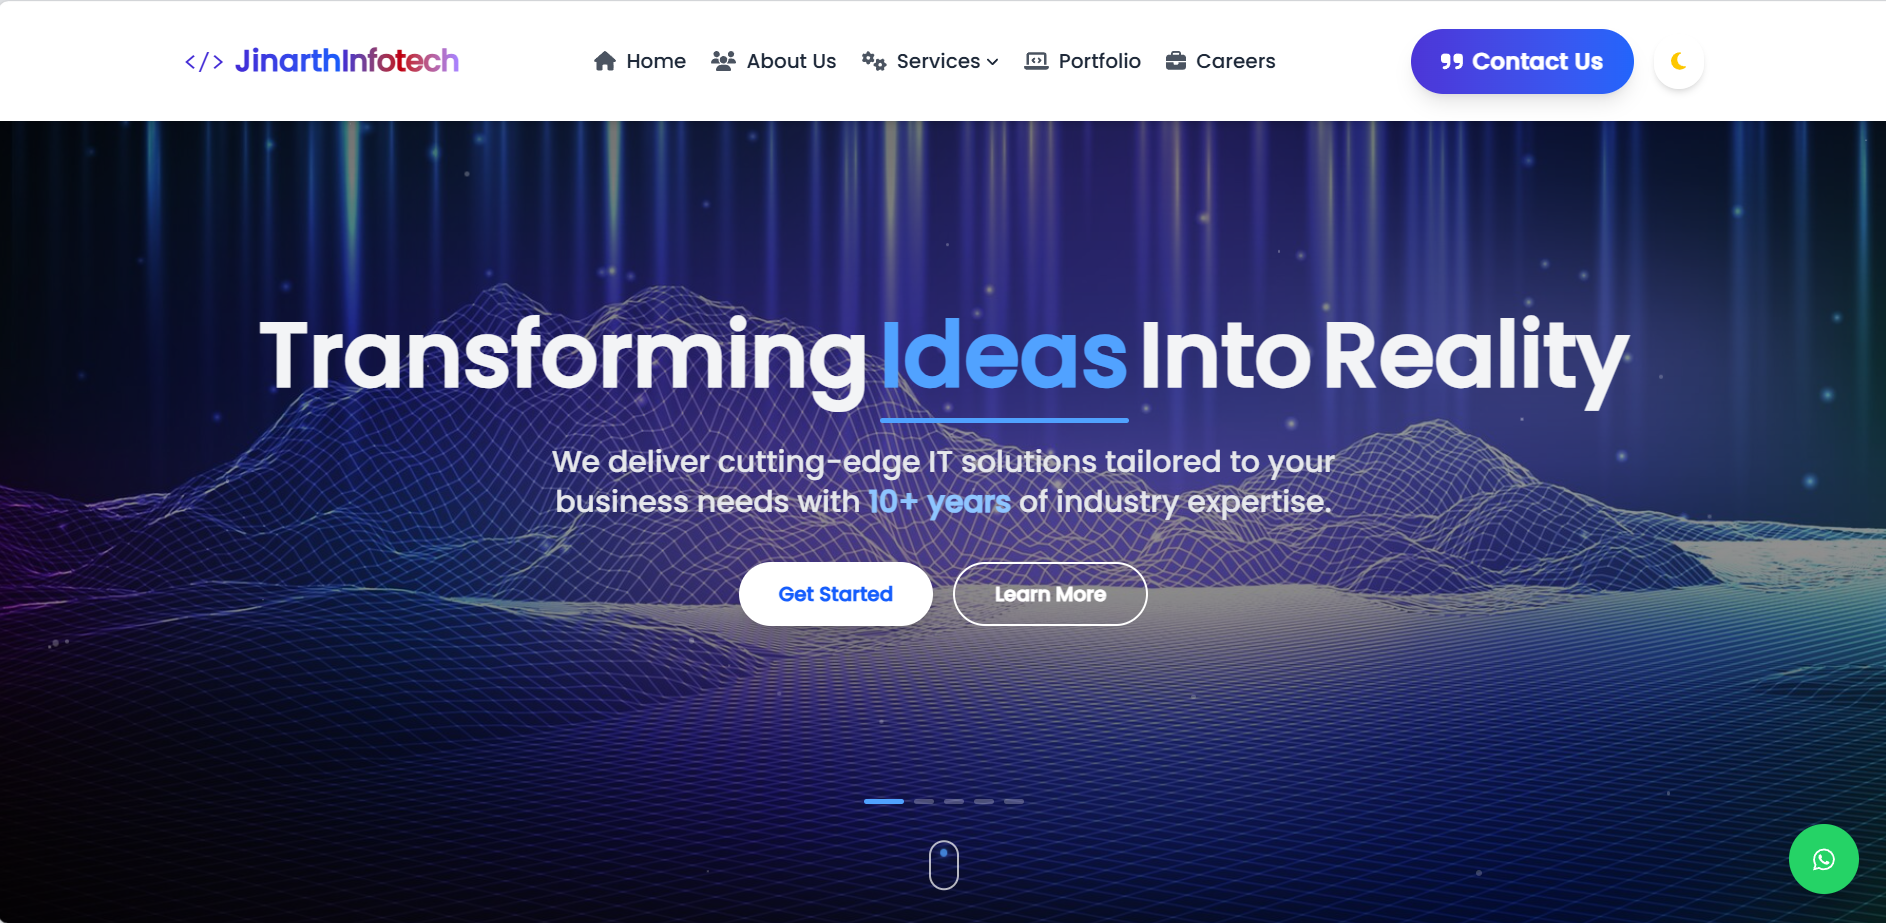 </> JinarthInfotech
Home
About Us
Services
Portfolio
Careers
Contact Us
Transforming Ideas Into Reality
We deliver cutting-edge IT solutions tailored to your
business needs with 10+ years of industry expertise.
Get Started
Learn More